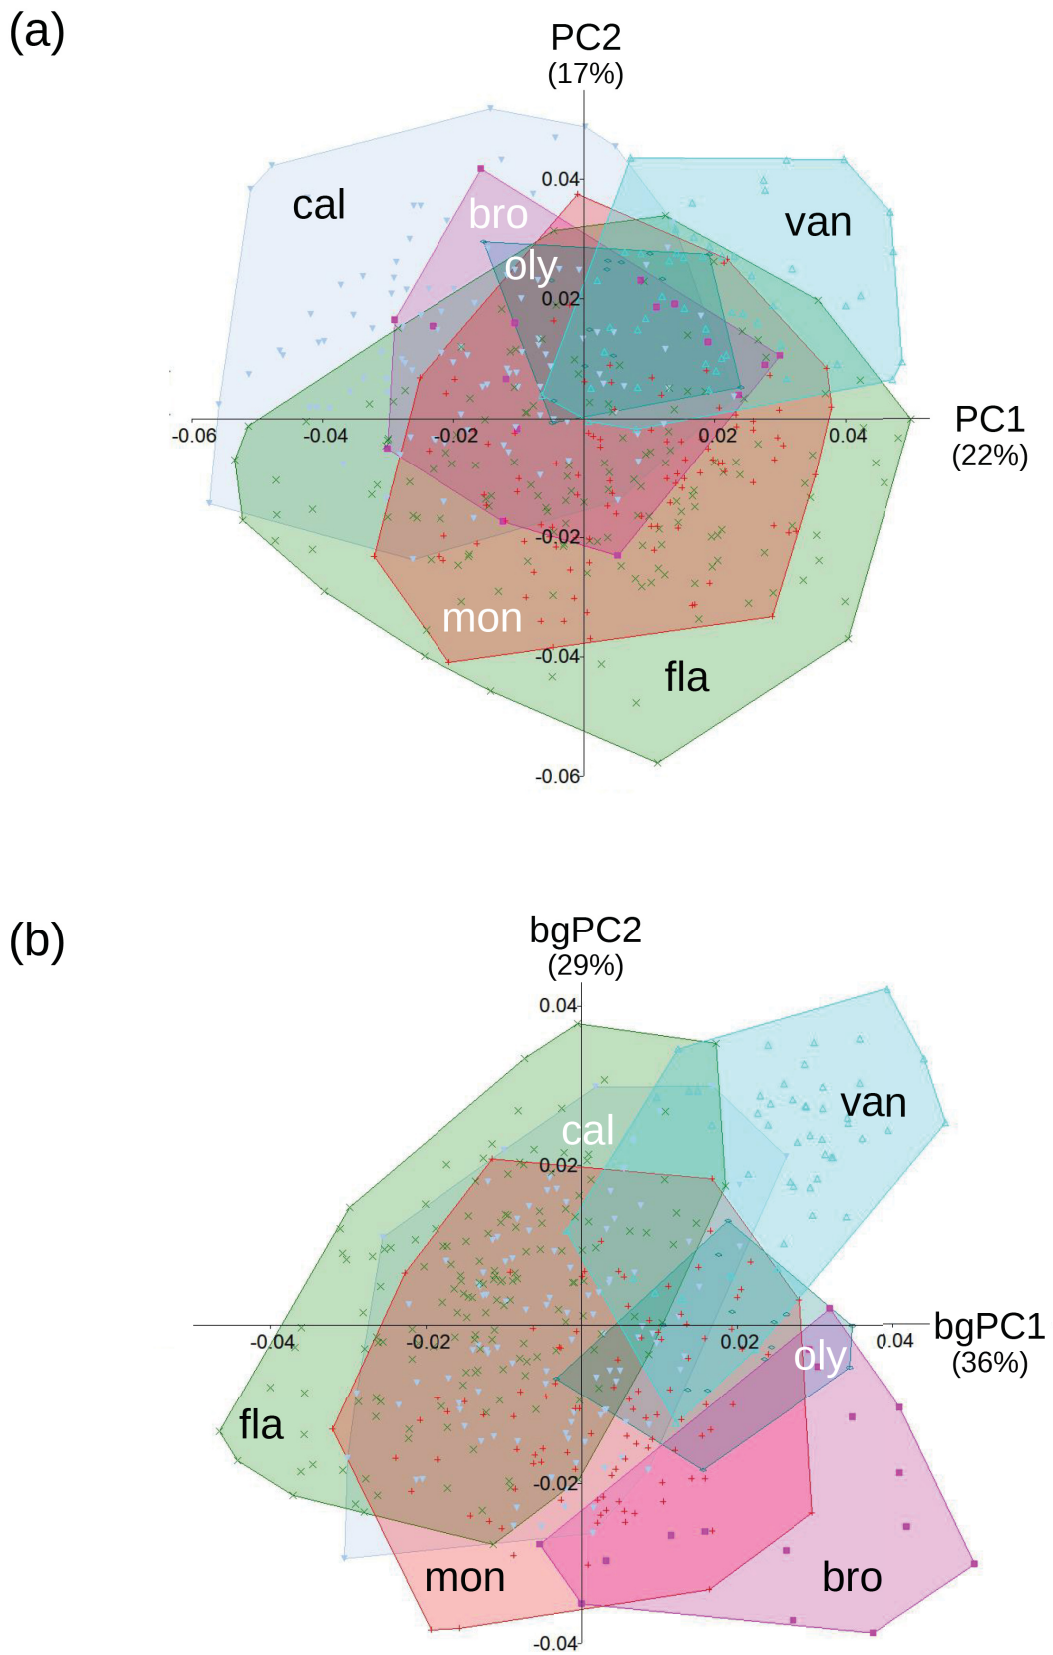 (a)
PC2
(17%)
cal
bro
van
oly
0.04
0.02
-0.06
-0.04
-0.02
0.02
0.04
PC1
(22%)
-0.02
mon
-0.04
fla
-0.06
(b)
bgPC2
(29%)
0.04
van
cal
0.02
-0.04
-0.02
0.02
0.04
bgPC1
(36%)
oly
fla
-0.02
mon
bro
-0.04